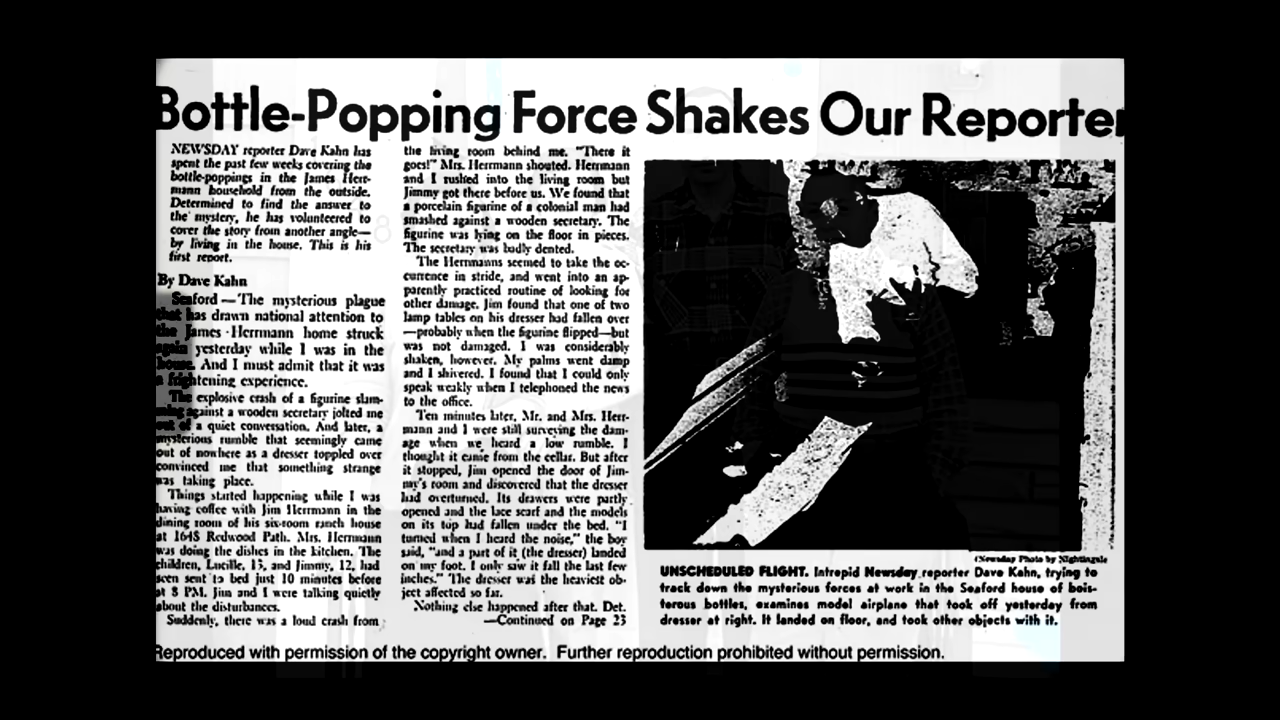 Bottle-Popping Force Shakes Our Reporter
NEWSDAY reporter Dave Kahn has
spent the past few weeks covering the
bottle-poppings in the James Herr-
mann household from the outside.
Determined to find the answer to
the mystery, he has volunteered to
cover the story from another angle—
by living in the house. This is his
first report.
By Dave Kahn
Seaford — The mysterious plague
that has drawn national attention to
the James Herrmann home struck
again yesterday while I was in the
house. And I must admit that it was
a frightening experience.
The explosive crash of a figurine slam-
ming against a wooden secretary jolted me
out of a quiet conversation. And later, a
mysterious rumble that seemingly came
out of nowhere as a dresser toppled over
convinced me that something strange
was taking place.
Things started happening while I was
having coffee with Jim Herrmann in the
dining room of his six-room ranch house
at 1648 Redwood Path. Mrs. Herrmann
was doing the dishes in the kitchen. The
children, Lucille, 13, and Jimmy, 12, had
seen sent to bed just 10 minutes before
at 8 PM. Jim and I were talking quietly
about the disturbances.
Suddenly, there was a loud crash from
the living room behind me. "There it
goes!" Mrs. Herrmann shouted. Herrmann
and I rushed into the living room but
Jimmy got there before us. We found that
a porcelain figurine of a colonial man had
smashed against a wooden secretary. The
figurine was lying on the floor in pieces.
The secretary was badly dented.
The Herrmanns seemed to take the oc-
currence in stride, and went into an ap-
parently practiced routine of looking for
other damage. Jim found that one of two
lamp tables on his dresser had fallen over
—probably when the figurine flipped—but
was not damaged. I was considerably
shaken, however. My palms went damp
and I shivered. I found that I could only
speak weakly when I telephoned the news
to the office.
Ten minutes later, Mr. and Mrs. Herr-
mann and I were still surveying the dam-
age when we heard a low rumble. I
thought it came from the cellar. But after
it stopped, Jim opened the door of Jim-
my's room and discovered that the dresser
had overturned. Its drawers were partly
opened and the lace scarf and the models
on its top had fallen under the bed. "I
turned when I heard the noise," the boy
said, "and a part of it (the dresser) landed
on my foot. I only saw it fall the last few
inches." The dresser was the heaviest ob-
ject affected so far.
Nothing else happened after that. Det.
—Continued on Page 23
(Newsday Photo by Nightingale
UNSCHEDULED FLIGHT. Intrepid Newsday reporter Dave Kahn, trying to
track down the mysterious forces at work in the Seaford house of bois-
terous bottles, examines model airplane that took off yesterday from
dresser at right. It landed on floor, and took other objects with it.
Reproduced with permission of the copyright owner. Further reproduction prohibited without permission.